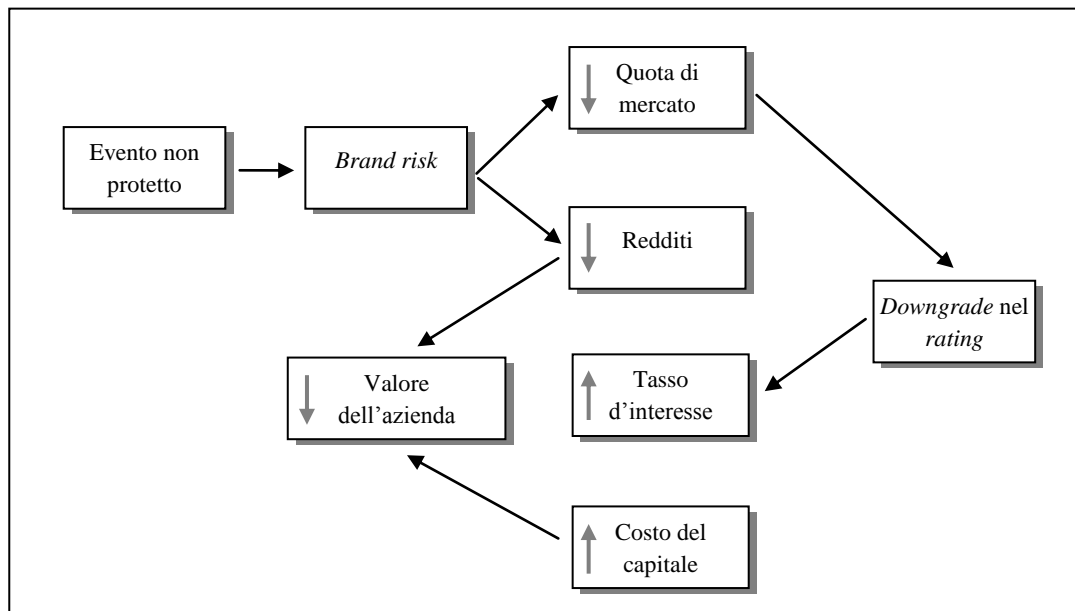 Quota di
mercato
Evento non
protetto
Brand risk
Redditi
Downgrade nel
rating
Valore
dell’azienda
Tasso
d’interesse
Costo del
capitale